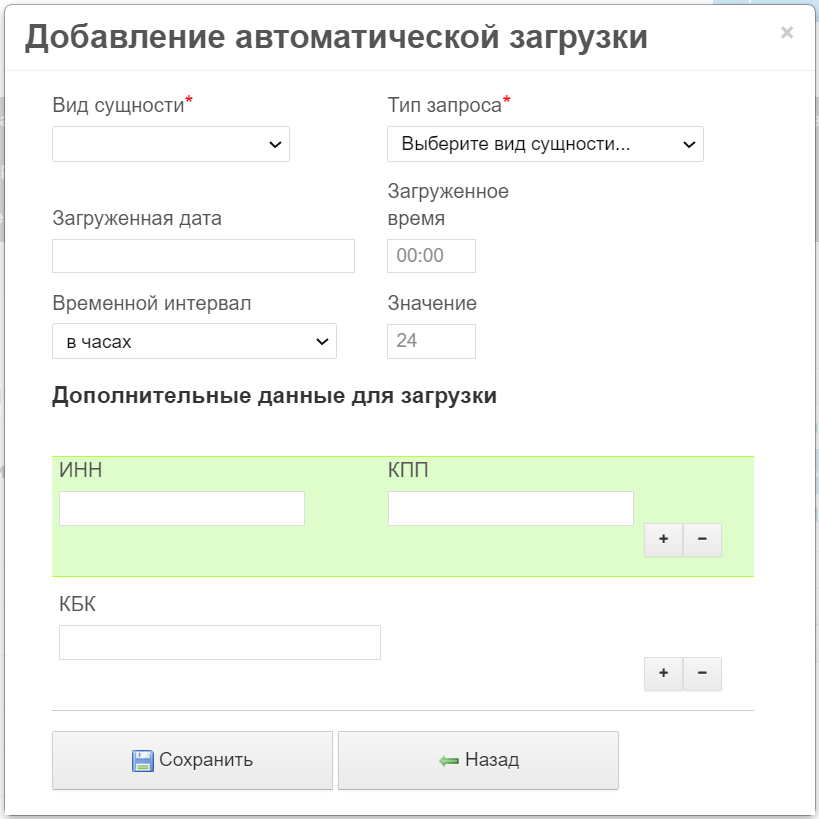 Добавление автоматической загрузки
×
Вид сущности*
Тип запроса*
Выберите вид сущности...
Загруженная дата
Загруженное
время
00:00
Временной интервал
Значение
в часах
24
Дополнительные данные для загрузки
ИНН
КПП
+ −
КБК
+ −
Сохранить
Назад